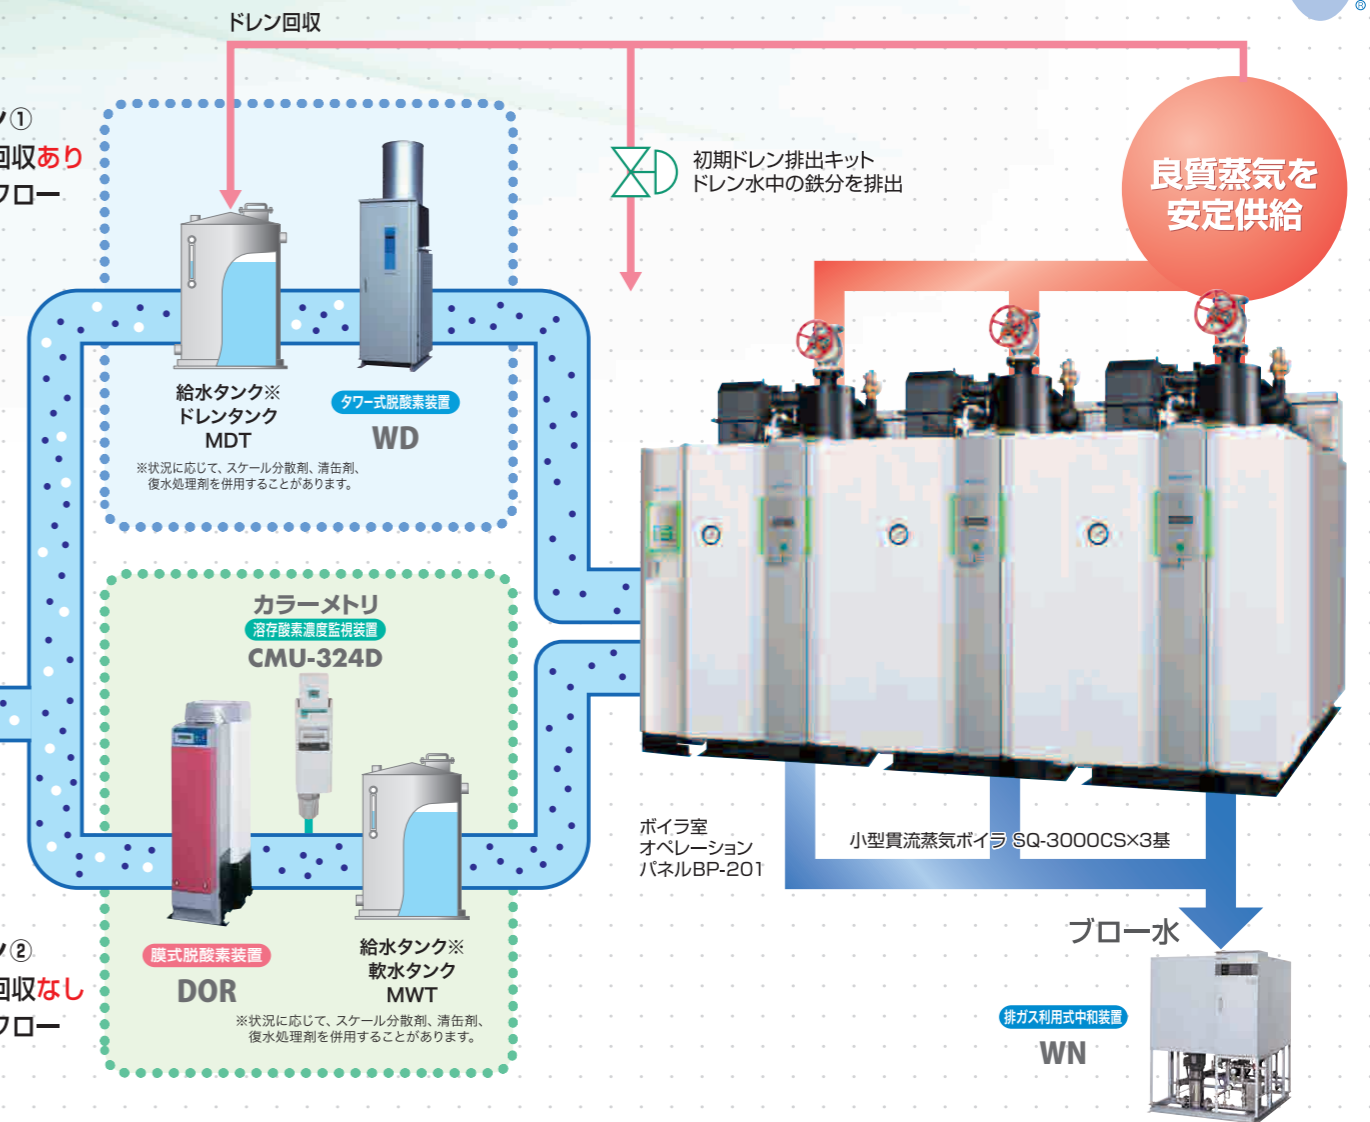 ®
ドレン回収
①
回収あり
フロー
初期ドレン排出キット
ドレン水中の鉄分を排出
良質蒸気を
安定供給
給水タンク※
ドレンタンク
MDT
タワー式脱酸素装置
WD
※状況に応じて、スケール分散剤、清缶剤、
復水処理剤を併用することがあります。
カラーメトリ
溶存酸素濃度監視装置
CMU-324D
ボイラ室
オペレーション
パネルBP-201
小型貫流蒸気ボイラ SQ-3000CS×3基
ブロー水
②
回収なし
フロー
膜式脱酸素装置
DOR
給水タンク※
軟水タンク
MWT
※状況に応じて、スケール分散剤、清缶剤、
復水処理剤を併用することがあります。
排ガス利用式中和装置
WN